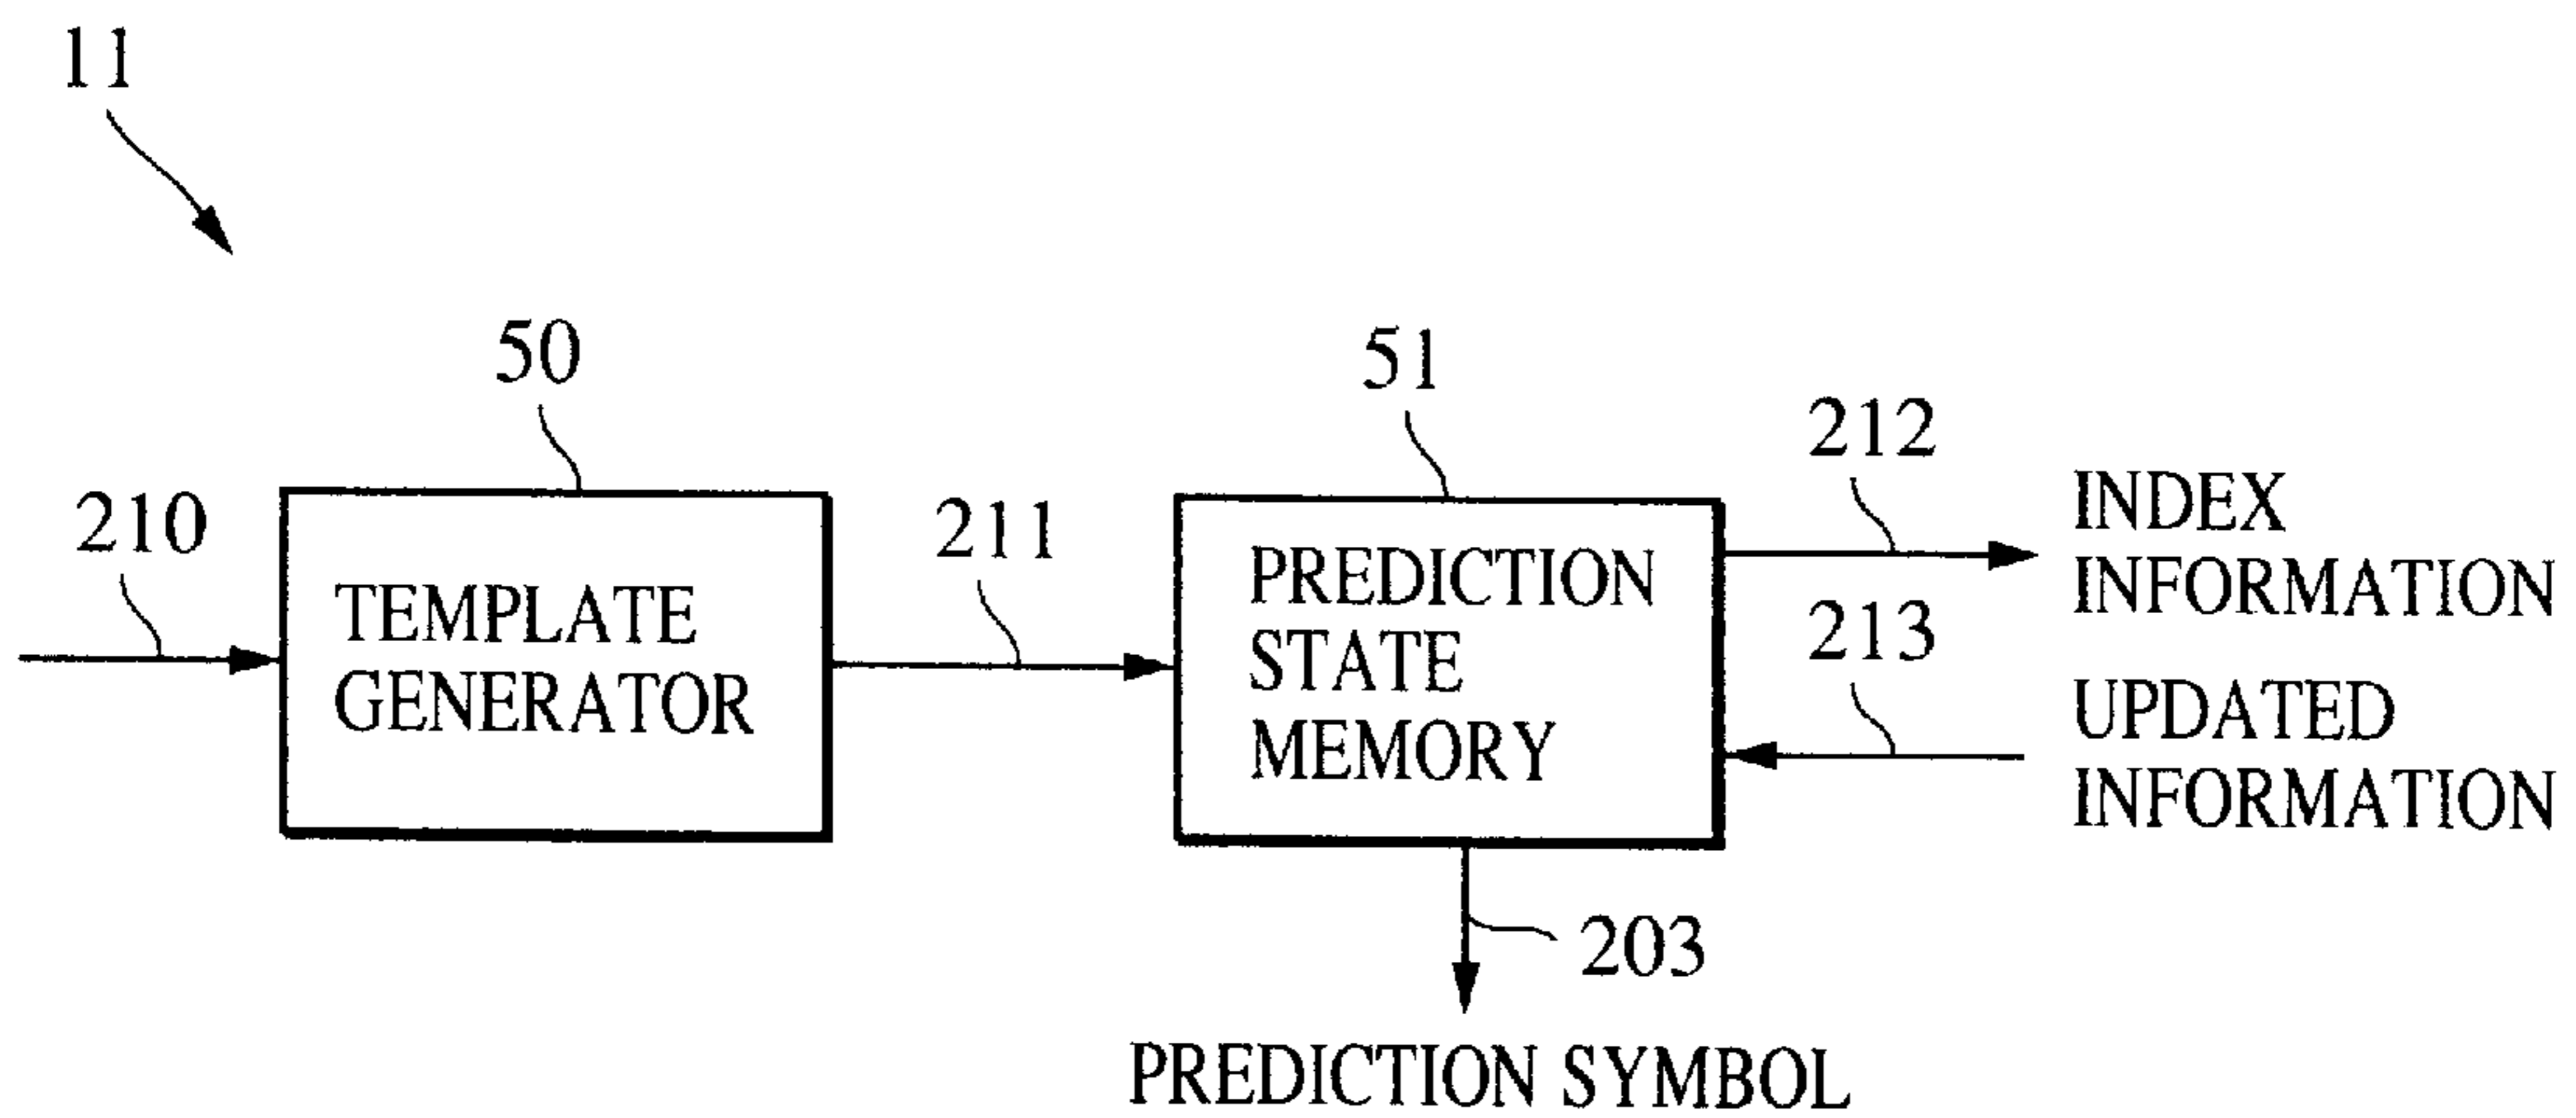 11
50
51
210
211
212
213
203
TEMPLATE
GENERATOR
PREDICTION
STATE
MEMORY
INDEX
INFORMATION
UPDATED
INFORMATION
PREDICTION SYMBOL